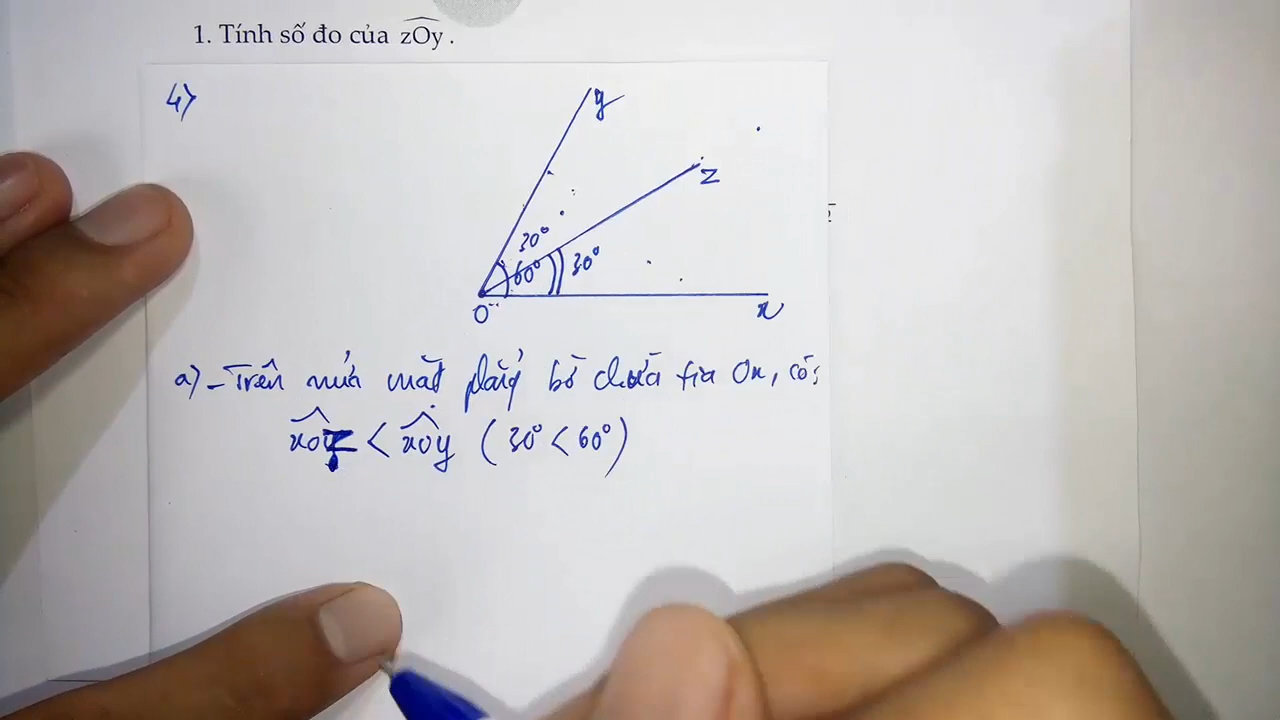 1. Tính số đo của zOy.
4)
y
z
30°
60° 30°
O x
a) - Trên nửa mặt phẳng bờ chứa tia Ox, có:
xOz < xOy (30° < 60°)